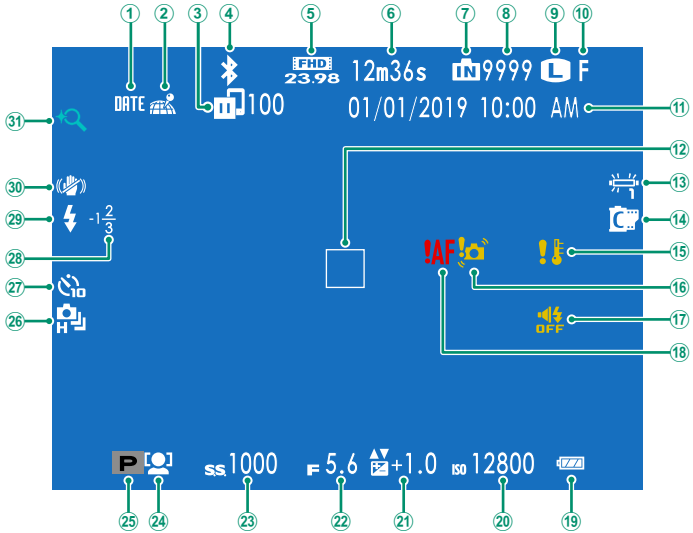 1 2 3 4 5 6 7 8 9 10
FHD 23.98 12m36s IN 9999 L F
DATE 100 01/01/2019 10:00 AM 11
31
12
30 1 13
29 -1 2/3 C 14
28 !AF ! ! 15
16
27 10
26 H OFF 17
18
P S.S. 1000 F 5.6 +1.0 ISO 12800
25 24 23 22 21 20 19